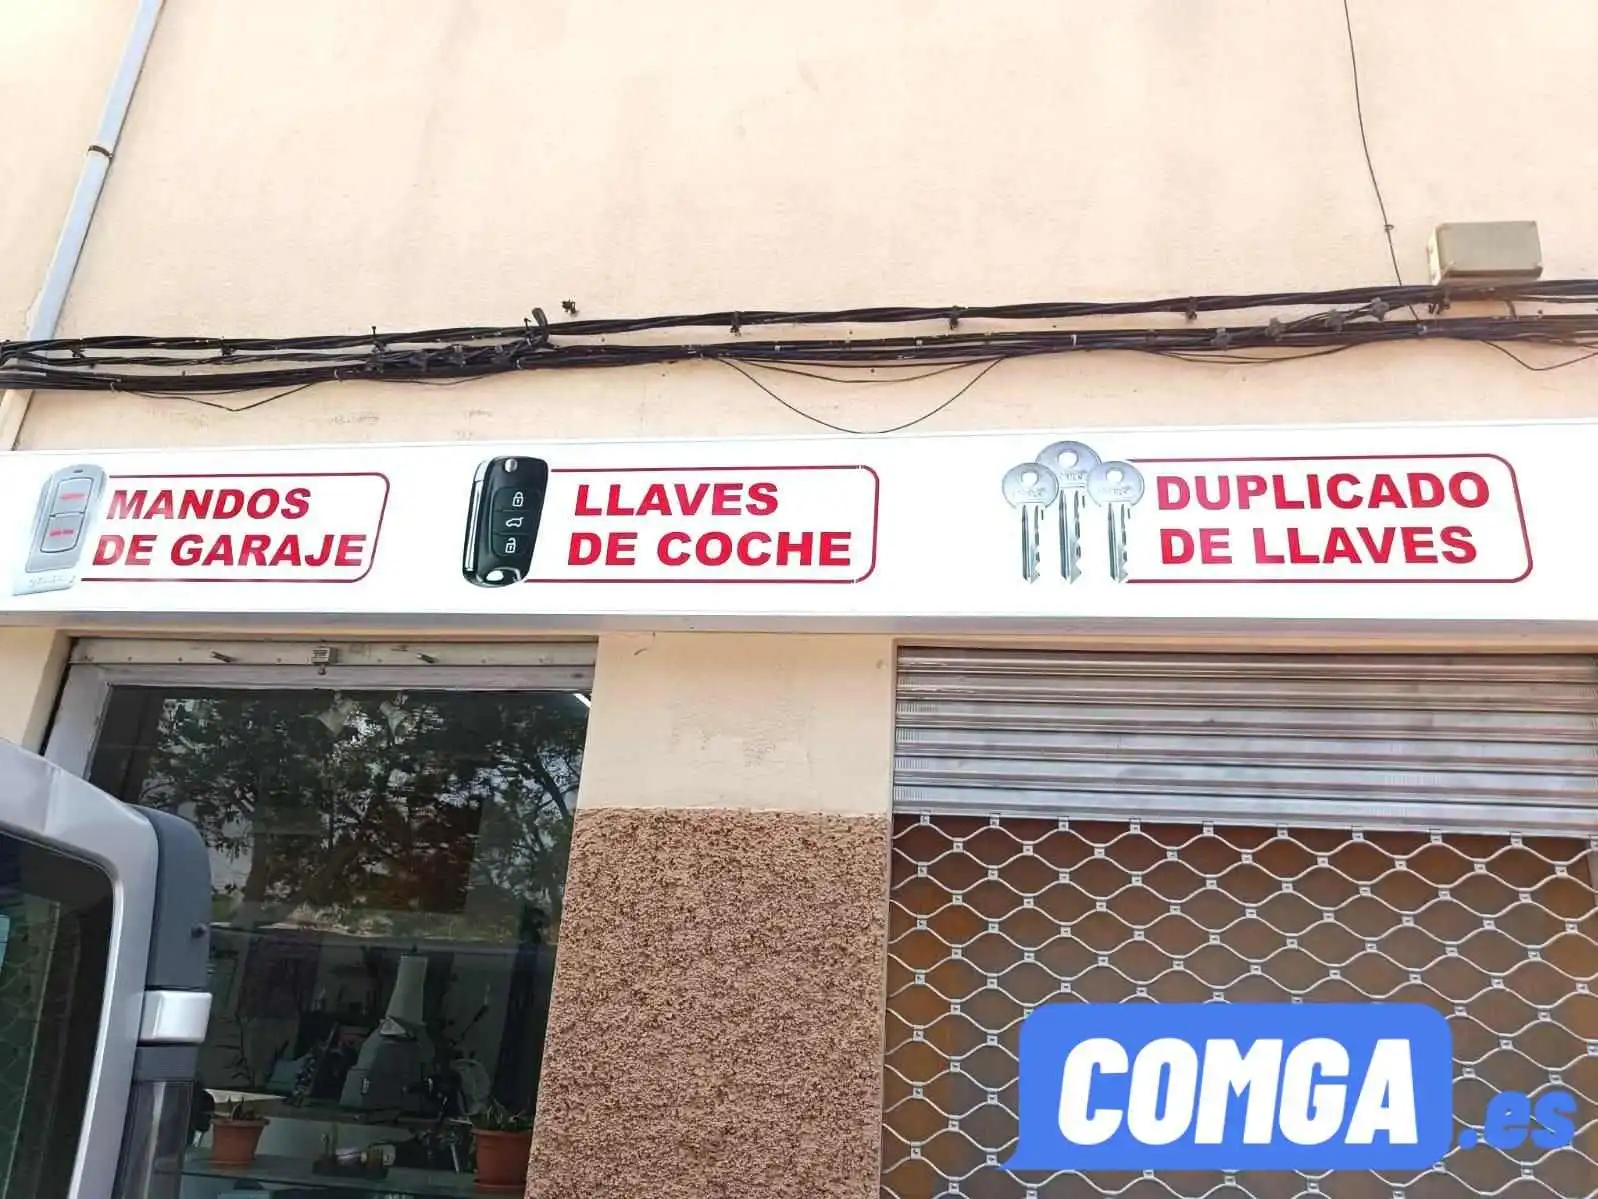 MANDOS
DE GARAJE
LLAVES
DE COCHE
DUPLICADO
DE LLAVES
COMGA.es